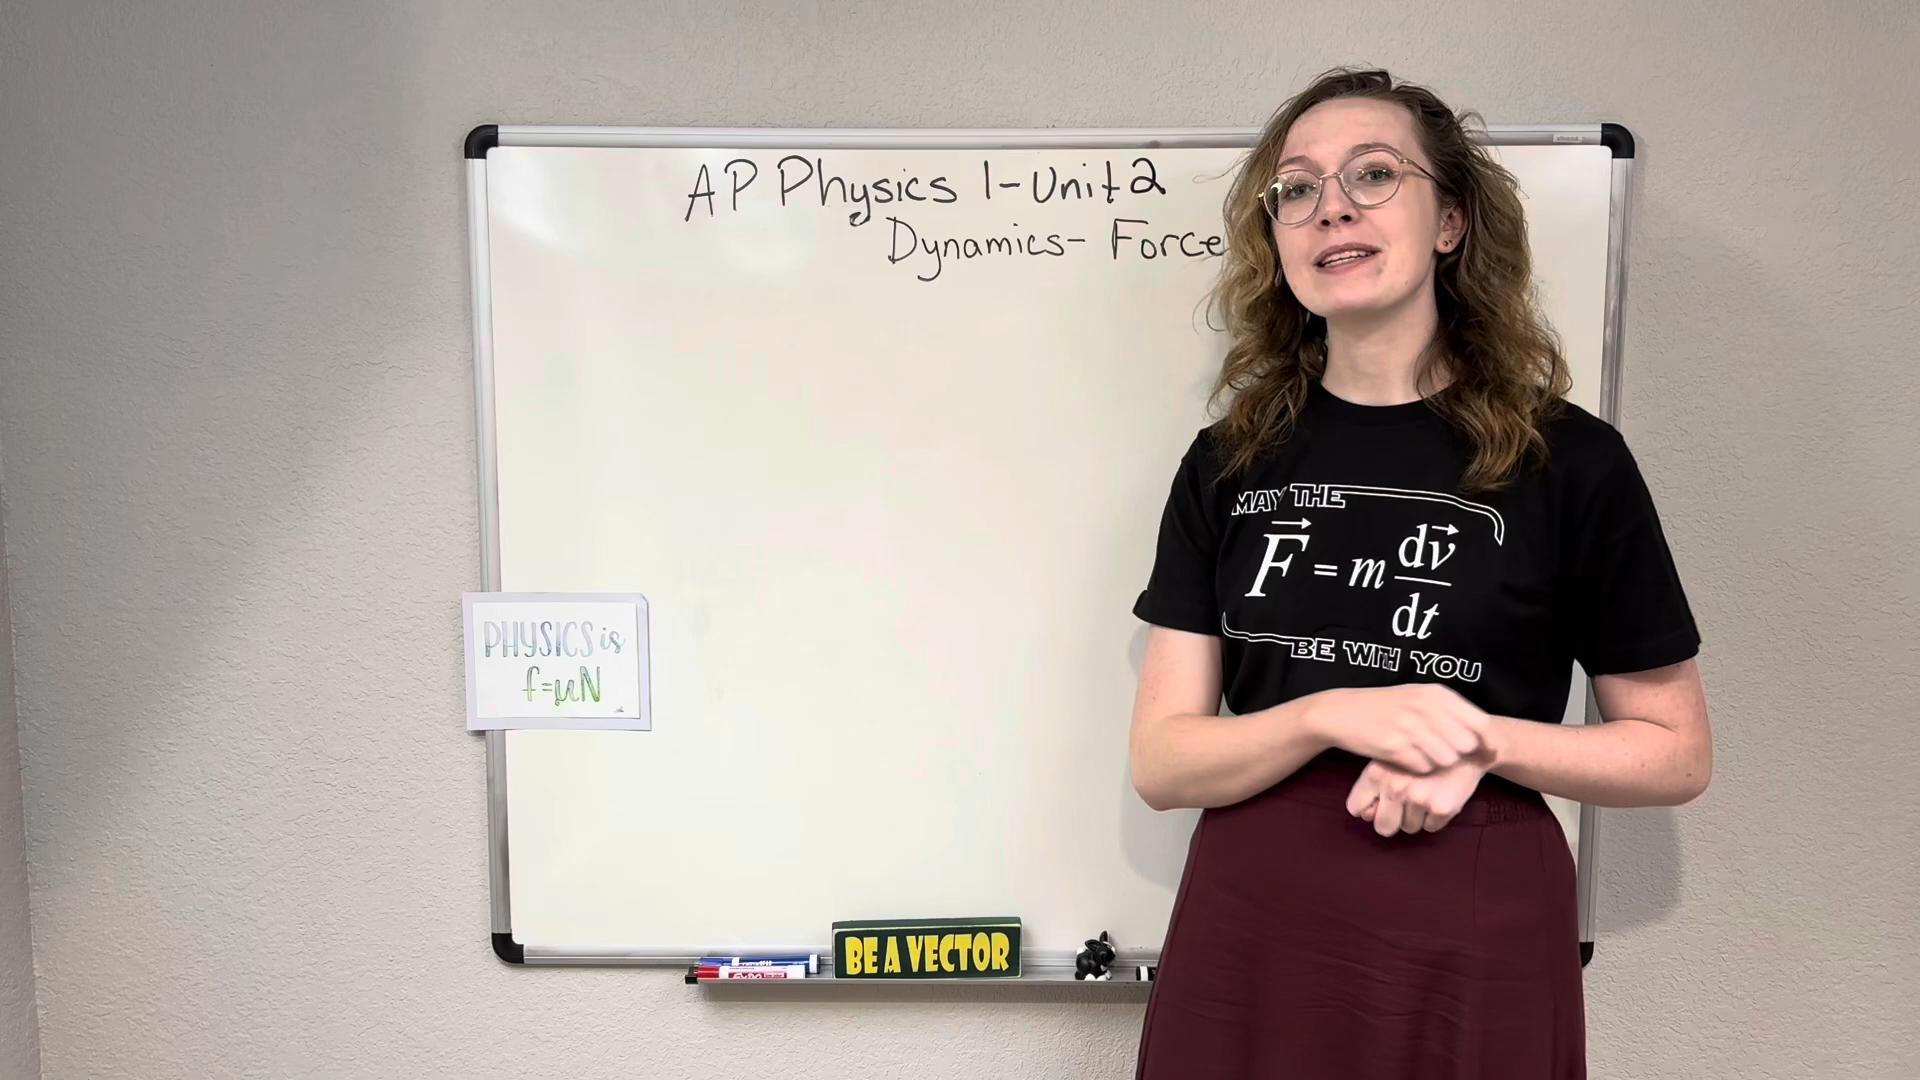 AP Physics 1-Unit 2
Dynamics- Force
MAY THE
F = m dv
dt
BE WITH YOU
PHYSICS is
f=μN
BE A VECTOR
EXPO